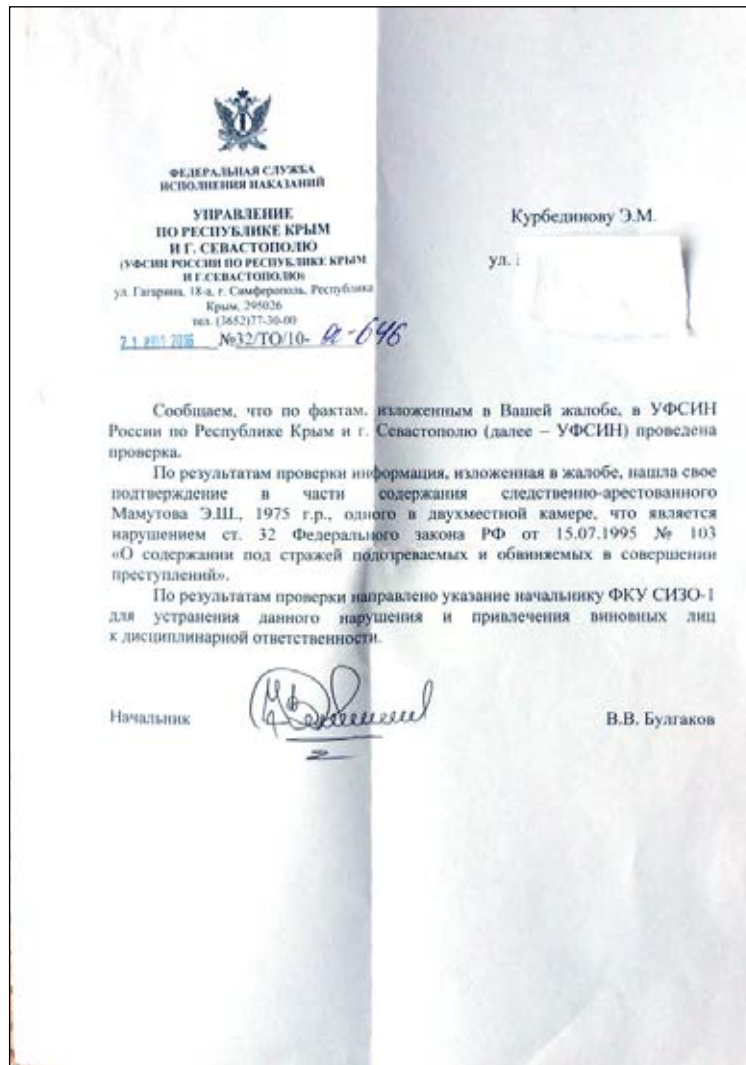 ФЕДЕРАЛЬНАЯ СЛУЖБА
ИСПОЛНЕНИЯ НАКАЗАНИЙ
УПРАВЛЕНИЕ
ПО РЕСПУБЛИКЕ КРЫМ
И Г. СЕВАСТОПОЛЮ
(УФСИН РОССИИ ПО РЕСПУБЛИКЕ КРЫМ
И Г.СЕВАСТОПОЛЮ)
ул. Гагарина, 18-а, г. Симферополь, Республика
Крым, 295026
тел. (3652)77-30-00
№32/ТО/10-
Курбединову Э.М.
ул.
Сообщаем, что по фактам, изложенным в Вашей жалобе, в УФСИН
России по Республике Крым и г. Севастополю (далее – УФСИН) проведена
проверка.
По результатам проверки информация, изложенная в жалобе, нашла свое
подтверждение в части содержания следственно-арестованного
Мамутова Э.Ш., 1975 г.р., одного в двухместной камере, что является
нарушением ст. 32 Федерального закона РФ от 15.07.1995 № 103
«О содержании под стражей подозреваемых и обвиняемых в совершении
преступлений».
По результатам проверки направлено указание начальнику ФКУ СИЗО-1
для устранения данного нарушения и привлечения виновных лиц
к дисциплинарной ответственности.
Начальник
В.В. Булгаков